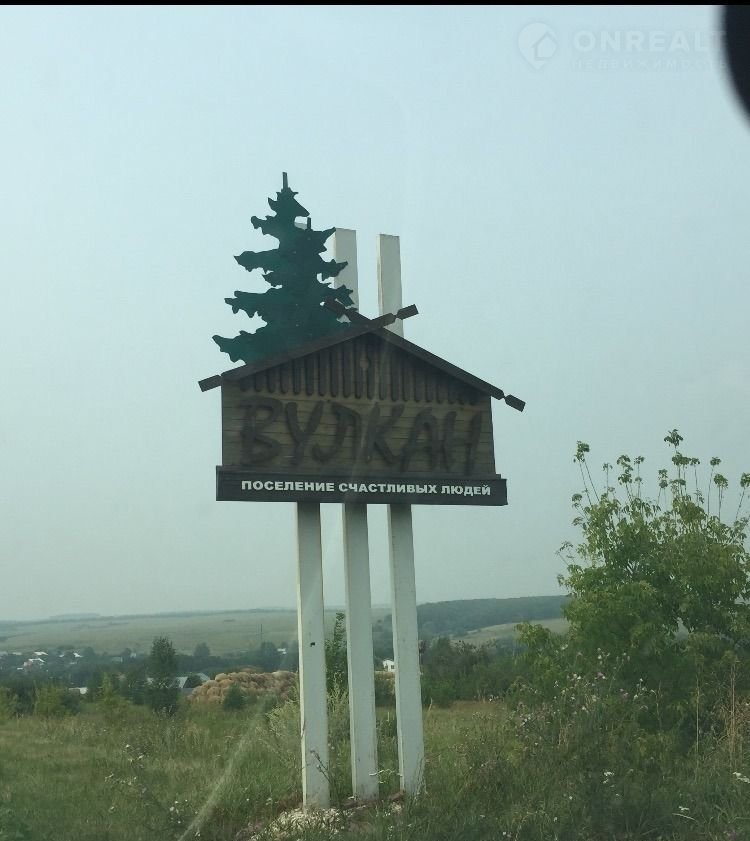 ONREALT
НЕДВИЖИМОСТЬ
ВУЛКАН
ПОСЕЛЕНИЕ СЧАСТЛИВЫХ ЛЮДЕЙ